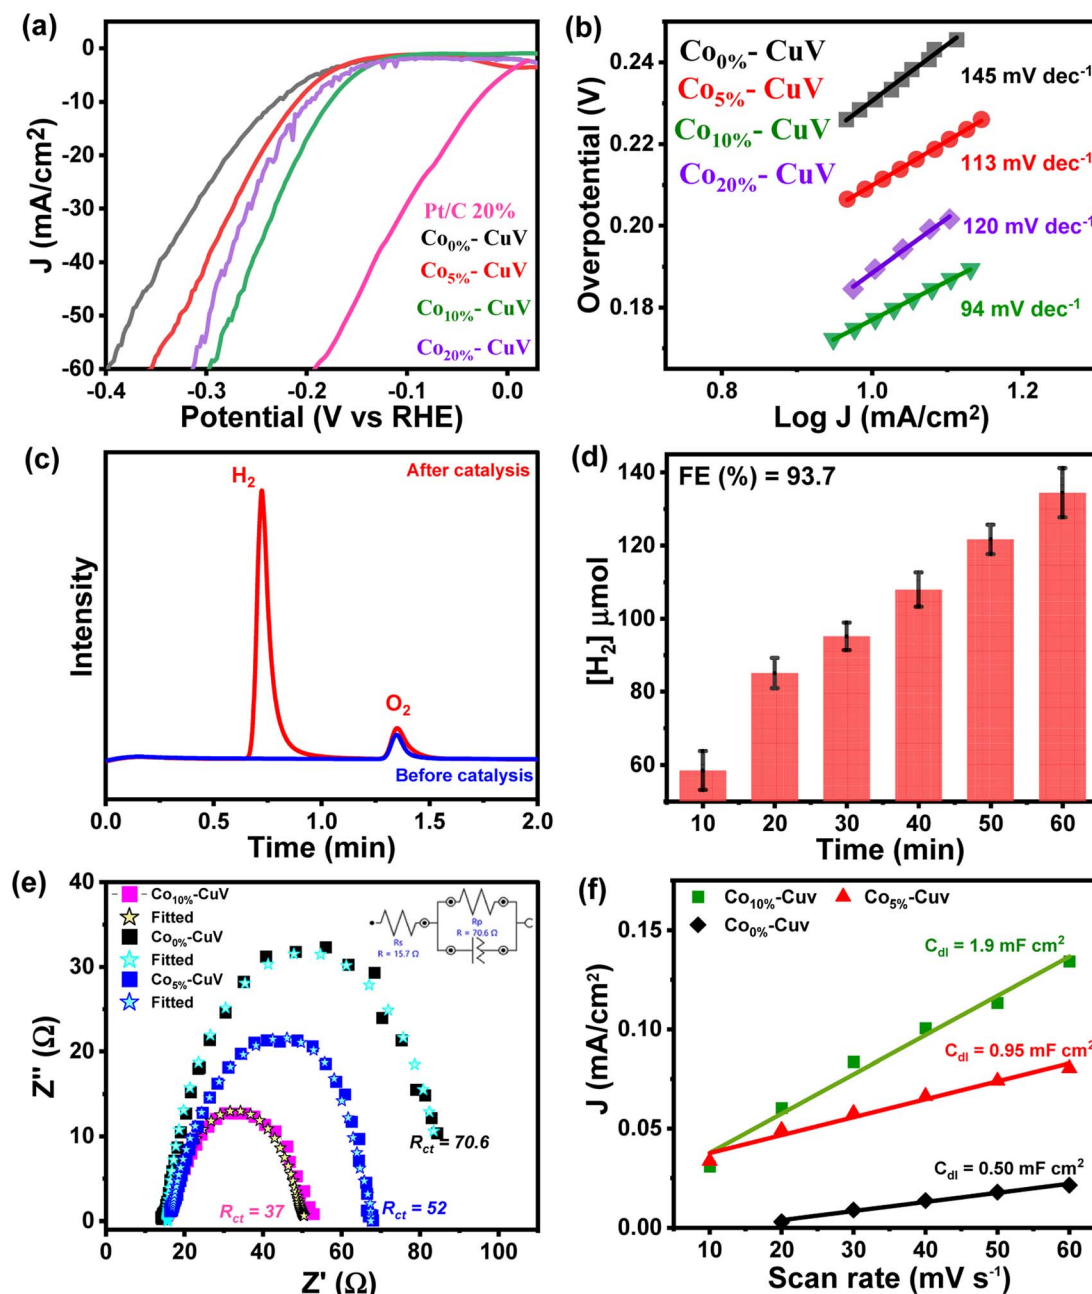 (a)
0
-10
-20
-30
-40
-50
-60
J (mA/cm²)
Pt/C 20%
Co0%- CuV
Co5%- CuV
Co10%- CuV
Co20%- CuV
-0.4 -0.3 -0.2 -0.1 0.0
Potential (V vs RHE)
(b)
0.24
0.22
0.20
0.18
Overpotential (V)
Co0%- CuV
Co5%- CuV
Co10%- CuV
Co20%- CuV
145 mV dec⁻¹
113 mV dec⁻¹
120 mV dec⁻¹
94 mV dec⁻¹
0.8 1.0 1.2
Log J (mA/cm²)
(c)
Intensity
After catalysis
H2
O2
Before catalysis
0.0 0.5 1.0 1.5 2.0
Time (min)
(d)
140
120
100
80
60
[H2] μmol
FE (%) = 93.7
10 20 30 40 50 60
Time (min)
(e)
40
30
20
10
0
Z'' (Ω)
Co10%-CuV
Fitted
Co0%-CuV
Fitted
Co5%-CuV
Fitted
Rs
R = 15.7 Ω
Rp
R = 70.6 Ω
Rct = 70.6
Rct = 37
Rct = 52
0 20 40 60 80 100
Z' (Ω)
(f)
0.15
0.10
0.05
0.00
J (mA/cm²)
Co10%-Cuv Co5%-Cuv
Co0%-Cuv
Cdl = 1.9 mF cm²
Cdl = 0.95 mF cm²
Cdl = 0.50 mF cm²
10 20 30 40 50 60
Scan rate (mV s⁻¹)